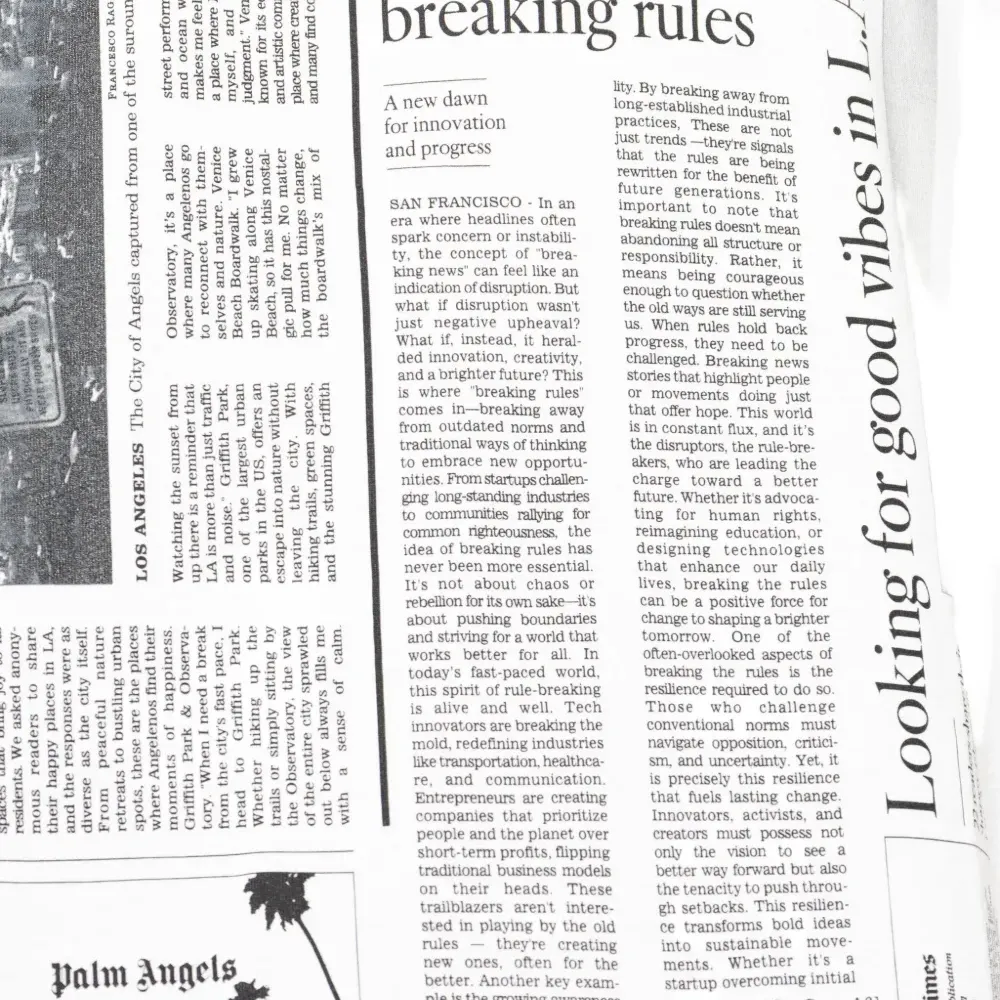 breaking rules
A new dawn
for innovation
and progress
SAN FRANCISCO - In an
era where headlines often
spark concern or instabili-
ty, the concept of "brea-
king news" can feel like an
indication of disruption. But
what if disruption wasn't
just negative upheaval?
What if, instead, it heral-
ded innovation, creativity,
and a brighter future? This
is where "breaking rules"
comes in—breaking away
from outdated norms and
traditional ways of thinking
to embrace new opportu-
nities. From startups challen-
ging long-standing industries
to communities rallying for
common righteousness, the
idea of breaking rules has
never been more essential.
It's not about chaos or
rebellion for its own sake—it's
about pushing boundaries
and striving for a world that
works better for all. In
today's fast-paced world,
this spirit of rule-breaking
is alive and well. Tech
innovators are breaking the
mold, redefining industries
like transportation, healthca-
re, and communication.
Entrepreneurs are creating
companies that prioritize
people and the planet over
short-term profits, flipping
traditional business models
on their heads. These
trailblazers aren't intere-
sted in playing by the old
rules — they're creating
new ones, often for the
better. Another key exam-
ple is the growing awareness
lity. By breaking away from
long-established industrial
practices, These are not
just trends —they're signals
that the rules are being
rewritten for the benefit of
future generations. It's
important to note that
breaking rules doesn't mean
abandoning all structure or
responsibility. Rather, it
means being courageous
enough to question whether
the old ways are still serving
us. When rules hold back
progress, they need to be
challenged. Breaking news
stories that highlight people
or movements doing just
that offer hope. This world
is in constant flux, and it's
the disruptors, the rule-bre-
akers, who are leading the
charge toward a better
future. Whether it's advoca-
ting for human rights,
reimagining education, or
designing technologies
that enhance our daily
lives, breaking the rules
can be a positive force for
change to shaping a brighter
tomorrow. One of the
often-overlooked aspects of
breaking the rules is the
resilience required to do so.
Those who challenge
conventional norms must
navigate opposition, critici-
sm, and uncertainty. Yet, it
is precisely this resilience
that fuels lasting change.
Innovators, activists, and
creators must possess not
only the vision to see a
better way forward but also
the tenacity to push throu-
gh setbacks. This resilien-
ce transforms bold ideas
into sustainable move-
ments. Whether it's a
startup overcoming initial
Looking for good vibes in L.A
FRANCESCO RAG
LOS ANGELES The City of Angels captured from one of the suroun
residents. We asked anony-
mous readers to share
their happy places in LA,
and the responses were as
diverse as the city itself.
From peaceful nature
retreats to bustling urban
spots, these are the places
where Angelenos find their
moments of happiness.
Griffith Park & Observa-
tory. "When I need a break
from the city's fast pace, I
head to Griffith Park.
Whether hiking up the
trails or simply sitting by
the Observatory, the view
of the entire city sprawled
out below always fills me
with a sense of calm.
Watching the sunset from
up there is a reminder that
LA is more than just traffic
and noise." Griffith Park,
one of the largest urban
parks in the US, offers an
escape into nature without
leaving the city. With
hiking trails, green spaces,
and the stunning Griffith
Observatory, it's a place
where many Angelenos go
to reconnect with them-
selves and nature. Venice
Beach Boardwalk. "I grew
up skating along Venice
Beach, so it has this nostal-
gic pull for me. No matter
how much things change,
the boardwalk's mix of
street perform
and ocean w
makes me feel
a place where
myself, and
judgment." Ven
known for its e
and artistic com
place where crea
and many find c
Palm Angels
imes
lication